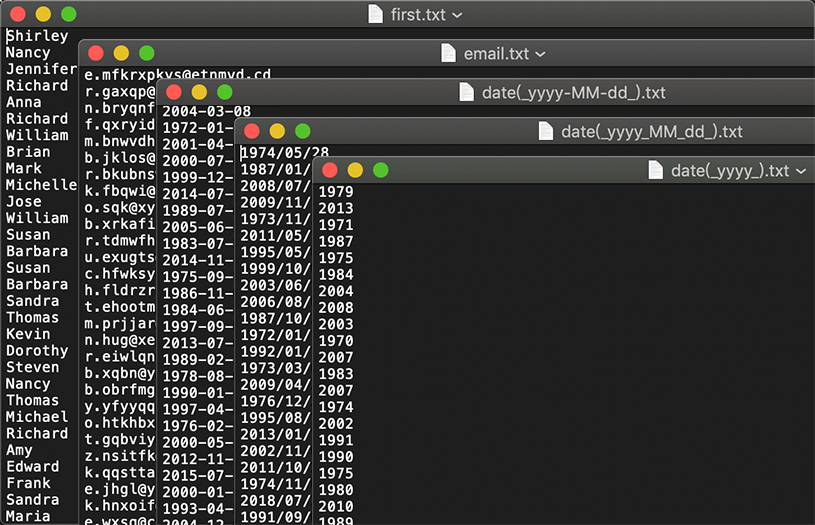 first.txt
Shirley
Nancy
Jennifer
Richard
Anna
Richard
William
Brian
Mark
Michelle
Jose
William
Susan
Barbara
Susan
Barbara
Sandra
Thomas
Kevin
Dorothy
Steven
Nancy
Thomas
Michael
Richard
Amy
Edward
Frank
Sandra
Maria
email.txt
e.mfkrxpkys@etnmyd.cd
r.gaxqp@
n.bryqnf
f.qxryid
m.bnwvdh
b.jklos@
r.bkubns
k.fbqwi@
o.sqk@xy
b.xrkafi
r.tdmwfh
u.exugts
c.hfwksy
h.fldrzr
t.ehootm
m.prjjar
n.hug@xe
r.eiwlqn
b.xqbn@y
b.obrfmg
y.yfyyqq
o.htkhbx
t.gqbviy
z.nsitfk
k.qqstta
e.jhgl@y
k.hnxoif
e.wxsg@c
date(_yyyy-MM-dd_).txt
2004-03-08
1972-01-
2001-04-
2000-07-
1999-12-
2014-07-
1989-07-
2005-06-
1983-07-
2014-11-
1975-09-
1986-11-
1984-06-
1997-09-
2013-07-
1989-02-
1978-08-
1990-01-
1997-04-
1976-02-
2000-05-
2012-11-
2015-07-
2000-01-
1993-04-
2004-12-
date(_yyyy_MM_dd_).txt
1974/05/28
1987/01/
2008/07/
2009/11/
1973/11/
2011/05/
1995/05/
1999/10/
2003/06/
2006/08/
1987/10/
1972/01/
1992/01/
1973/03/
2009/04/
1976/12/
1995/08/
2013/01/
2002/11/
2011/10/
1974/11/
2018/07/
1991/09/
date(_yyyy_).txt
1979
2013
1971
1987
1975
1984
2004
2008
2003
1970
2007
1983
2007
1974
2002
1991
1990
1975
1980
2010
1989